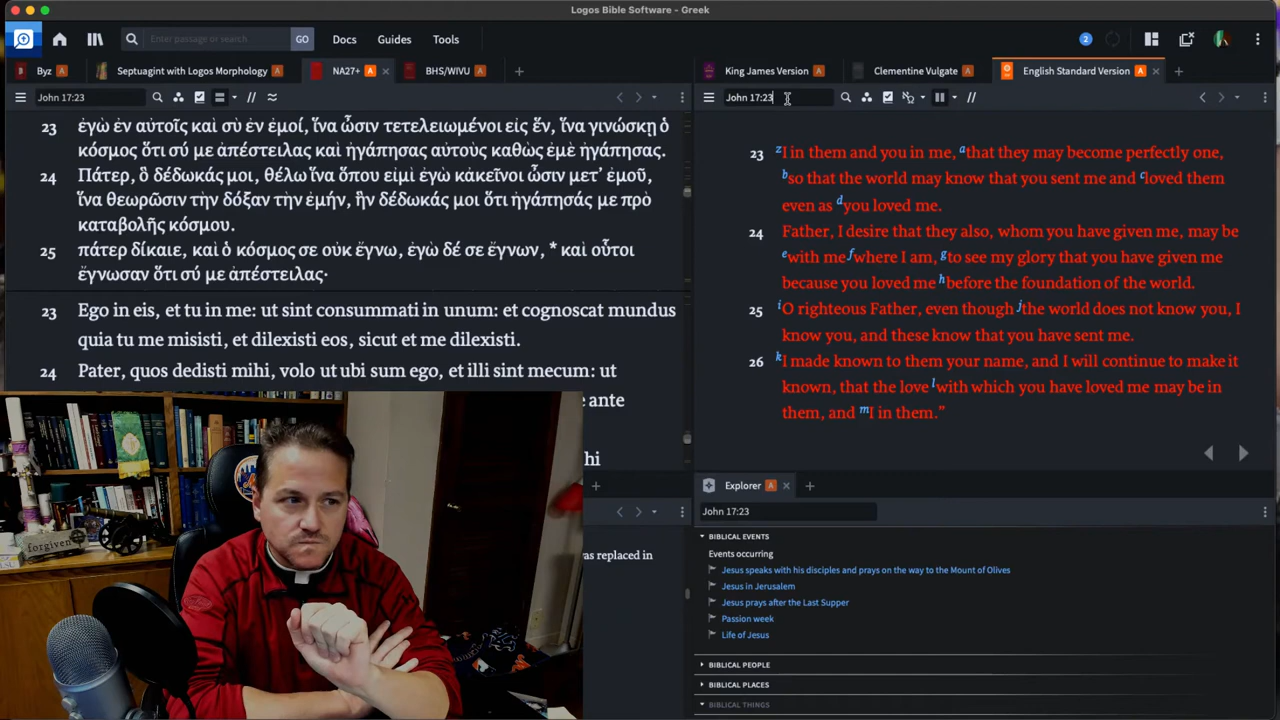 Logos Bible Software - Greek
Enter passage or search
GO
Docs
Guides
Tools
2
Byz A
Septuagint with Logos Morphology A
NA27+ A
BHS/WIVU A
King James Version A
Clementine Vulgate A
English Standard Version A
John 17:23
John 17:23
23 ἐγὼ ἐν αὐτοῖς καὶ σὺ ἐν ἐμοί, ἵνα ὦσιν τετελειωμένοι εἰς ἕν, ἵνα γινώσκῃ ὁ
κόσμος ὅτι σύ με ἀπέστειλας καὶ ἠγάπησας αὐτοὺς καθὼς ἐμὲ ἠγάπησας.
24 Πάτερ, ὃ δέδωκάς μοι, θέλω ἵνα ὅπου εἰμὶ ἐγὼ κἀκεῖνοι ὦσιν μετ’ ἐμοῦ,
ἵνα θεωρῶσιν τὴν δόξαν τὴν ἐμήν, ἣν δέδωκάς μοι ὅτι ἠγάπησάς με πρὸ
καταβολῆς κόσμου.
25 πάτερ δίκαιε, καὶ ὁ κόσμος σε οὐκ ἔγνω, ἐγὼ δέ σε ἔγνων, * καὶ οὗτοι
ἔγνωσαν ὅτι σύ με ἀπέστειλας·
23 Ego in eis, et tu in me: ut sint consummati in unum: et cognoscat mundus
quia tu me misisti, et dilexisti eos, sicut et me dilexisti.
24 Pater, quos dedisti mihi, volo ut ubi sum ego, et illi sint mecum: ut
e ante
hi
z I in them and you in me, a that they may become perfectly one,
23
b so that the world may know that you sent me and c loved them
even as d you loved me.
24 Father, I desire that they also, whom you have given me, may be
e with me f where I am, g to see my glory that you have given me
because you loved me h before the foundation of the world.
25 i O righteous Father, even though j the world does not know you, I
know you, and these know that you have sent me.
26 k I made known to them your name, and I will continue to make it
known, that the love l with which you have loved me may be in
them, and m I in them.”
as replaced in
Explorer A
John 17:23
BIBLICAL EVENTS
Events occurring
Jesus speaks with his disciples and prays on the way to the Mount of Olives
Jesus in Jerusalem
Jesus prays after the Last Supper
Passion week
Life of Jesus
BIBLICAL PEOPLE
BIBLICAL PLACES
BIBLICAL THINGS
forgiven